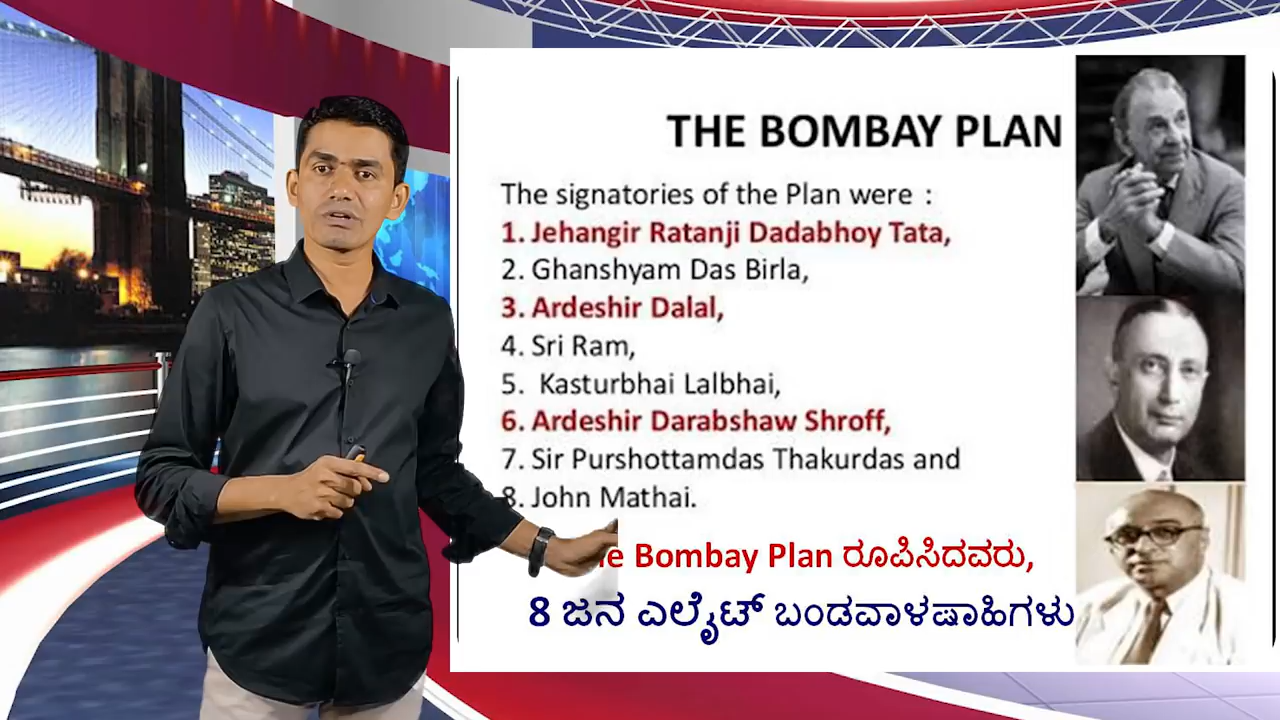 THE BOMBAY PLAN
The signatories of the Plan were :
1. Jehangir Ratanji Dadabhoy Tata,
2. Ghanshyam Das Birla,
3. Ardeshir Dalal,
4. Sri Ram,
5. Kasturbhai Lalbhai,
6. Ardeshir Darabshaw Shroff,
7. Sir Purshottamdas Thakurdas and
8. John Mathai.
Bombay Plan ರೂಪಿಸಿದವರು,
8 ಜನ ಎಲೈಟ್ ಬಂಡವಾಳಷಾಹಿಗಳು